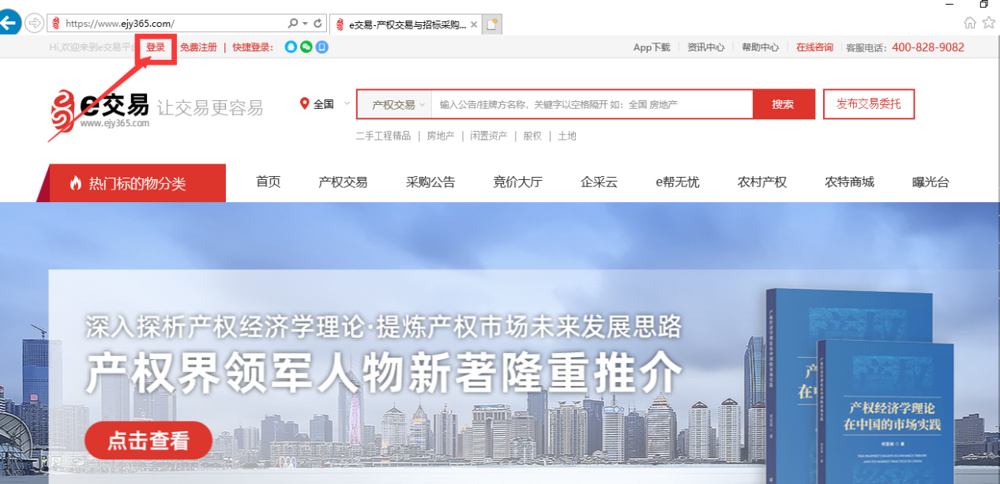 https://www.ejy365.com/
e交易-产权交易与招标采购...
Hi,欢迎来到e交易平台 登录 免费注册 | 快捷登录:
App下载 资讯中心 帮助中心 在线咨询 客服电话: 400-828-9082
e交易 让交易更容易
www.ejy365.com
全国
产权交易 输入公告/挂牌方名称，关键字以空格隔开 如：全国 房地产 搜索 发布交易委托
二手工程精品 | 房地产 | 闲置资产 | 股权 | 土地
热门标的物分类 首页 产权交易 采购公告 竞价大厅 企采云 e帮无忧 农村产权 农特商城 曝光台
深入探析产权经济学理论·提炼产权市场未来发展思路
产权界领军人物新著隆重推介
点击查看
产权经济学理论
在中国的市场实践